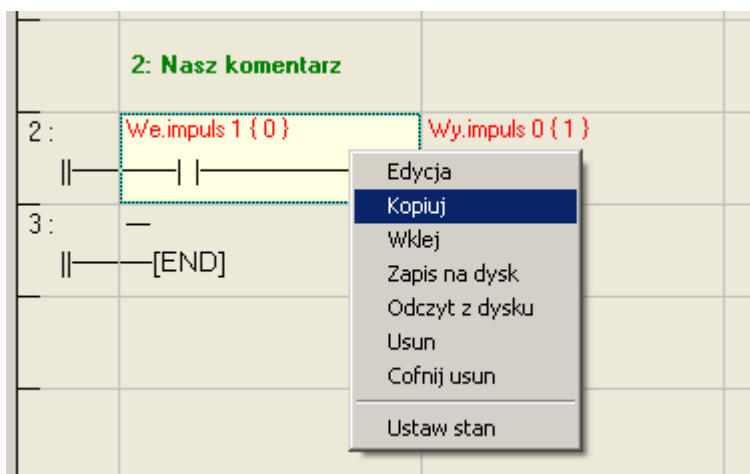 2: Nasz komentarz
2 :
We.impuls 1 { 0 }
Wy.impuls 0 { 1 }
3 :
[END]
Edycja
Kopiuj
Wklej
Zapis na dysk
Odczyt z dysku
Usun
Cofnij usun
Ustaw stan